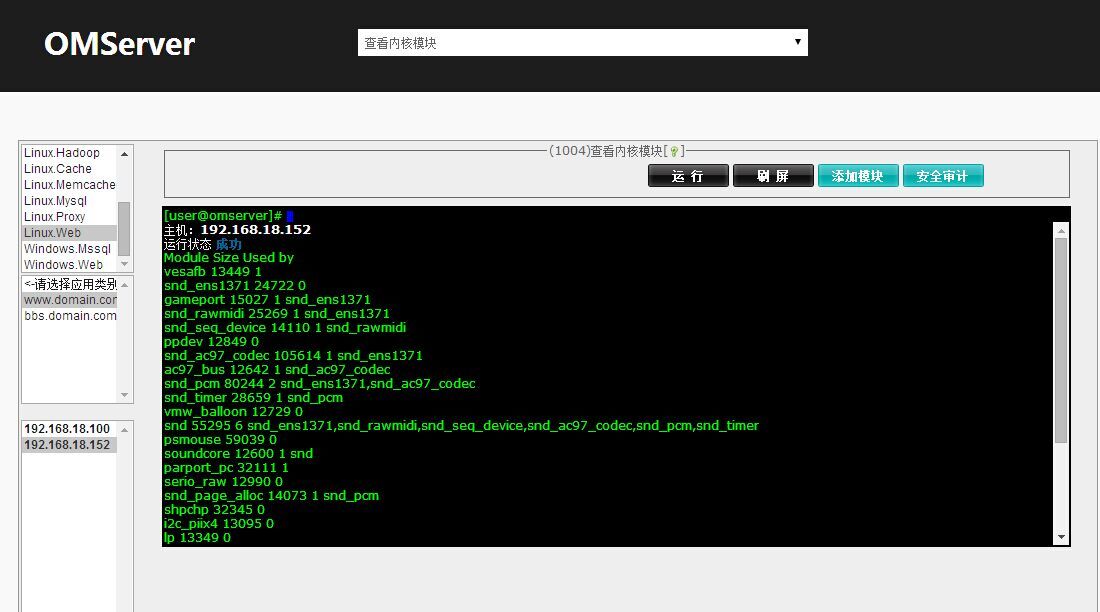 OMServer
查看内核模块
Linux.Hadoop
Linux.Cache
Linux.Memcache
Linux.Mysql
Linux.Proxy
Linux.Web
Windows.Mssql
Windows.Web
<-请选择应用类别
www.domain.com
bbs.domain.com
192.168.18.100
192.168.18.152
(1004)查看内核模块[?]
运 行
刷 屏
添加模块
安全审计
[user@omserver]#
主机：192.168.18.152
运行状态 成功
Module Size Used by
vesafb 13449 1
snd_ens1371 24722 0
gameport 15027 1 snd_ens1371
snd_rawmidi 25269 1 snd_ens1371
snd_seq_device 14110 1 snd_rawmidi
ppdev 12849 0
snd_ac97_codec 105614 1 snd_ens1371
ac97_bus 12642 1 snd_ac97_codec
snd_pcm 80244 2 snd_ens1371,snd_ac97_codec
snd_timer 28659 1 snd_pcm
vmw_balloon 12729 0
snd 55295 6 snd_ens1371,snd_rawmidi,snd_seq_device,snd_ac97_codec,snd_pcm,snd_timer
psmouse 59039 0
soundcore 12600 1 snd
parport_pc 32111 1
serio_raw 12990 0
snd_page_alloc 14073 1 snd_pcm
shpchp 32345 0
i2c_piix4 13095 0
lp 13349 0